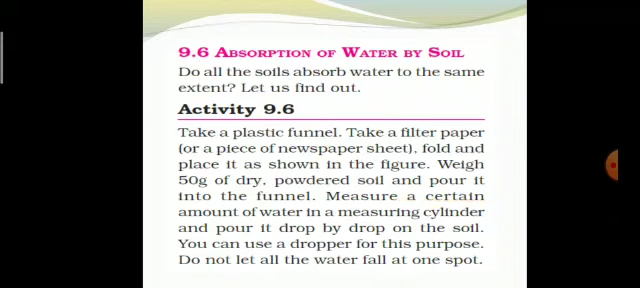 9.6 ABSORPTION OF WATER BY SOIL
Do all the soils absorb water to the same
extent? Let us find out.
Activity 9.6
Take a plastic funnel. Take a filter paper
(or a piece of newspaper sheet), fold and
place it as shown in the figure. Weigh
50g of dry, powdered soil and pour it
into the funnel. Measure a certain
amount of water in a measuring cylinder
and pour it drop by drop on the soil.
You can use a dropper for this purpose.
Do not let all the water fall at one spot.